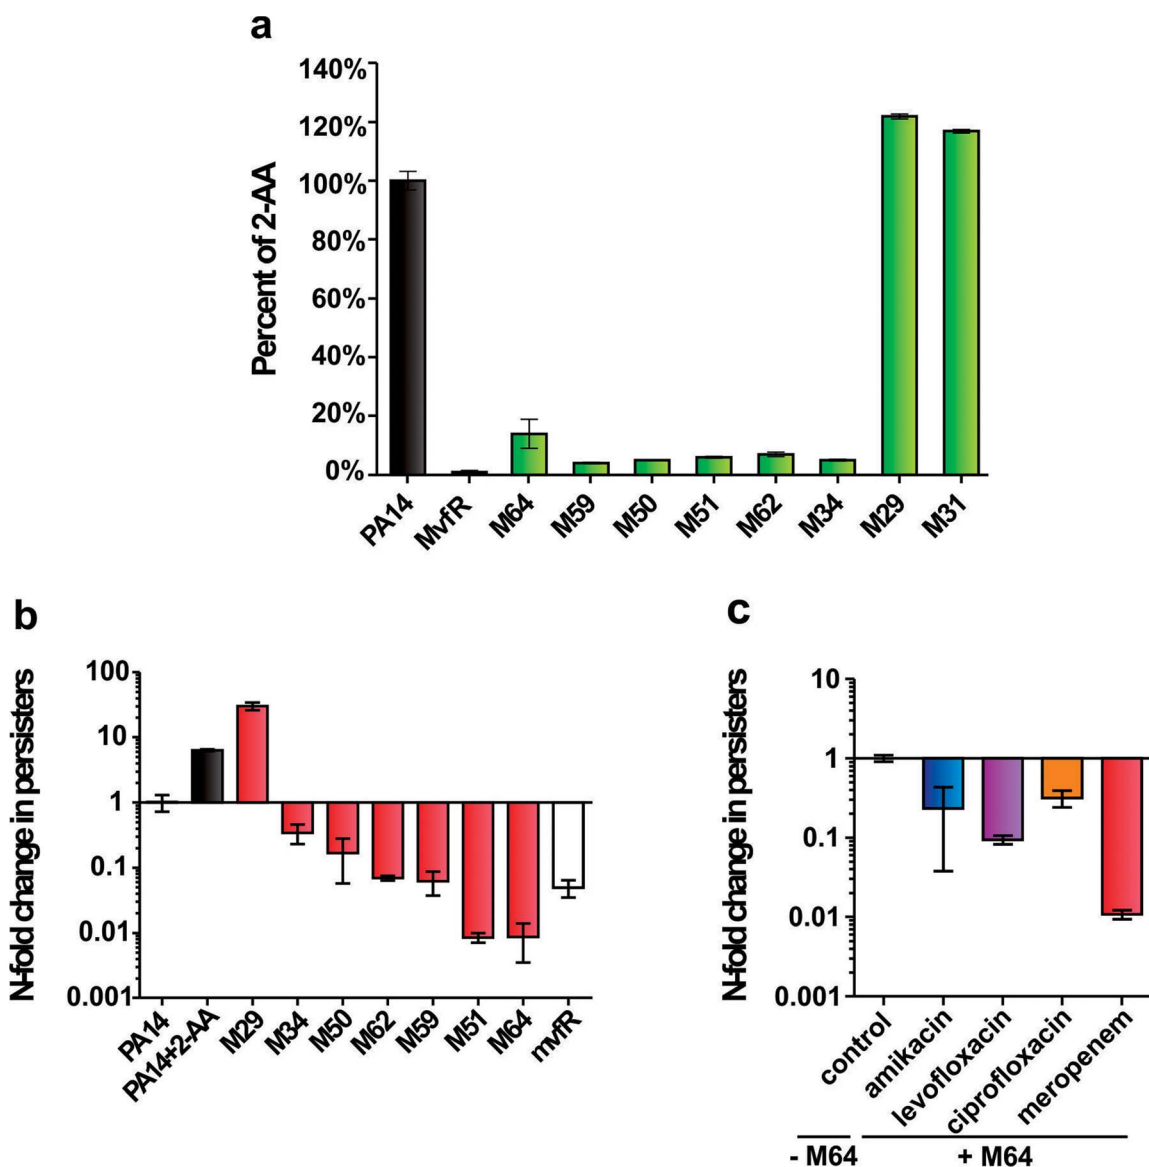 a
Percent of 2-AA
140%
120%
100%
80%
60%
40%
20%
0%
PA14
MvfR
M64
M59
M50
M51
M62
M34
M29
M31
b
N-fold change in persisters
100
10
1
0.1
0.01
0.001
PA14
PA14+2-AA
M29
M34
M50
M62
M59
M51
M64
mvfR
c
N-fold change in persisters
10
1
0.1
0.01
0.001
control
amikacin
levofloxacin
ciprofloxacin
meropenem
- M64
+ M64